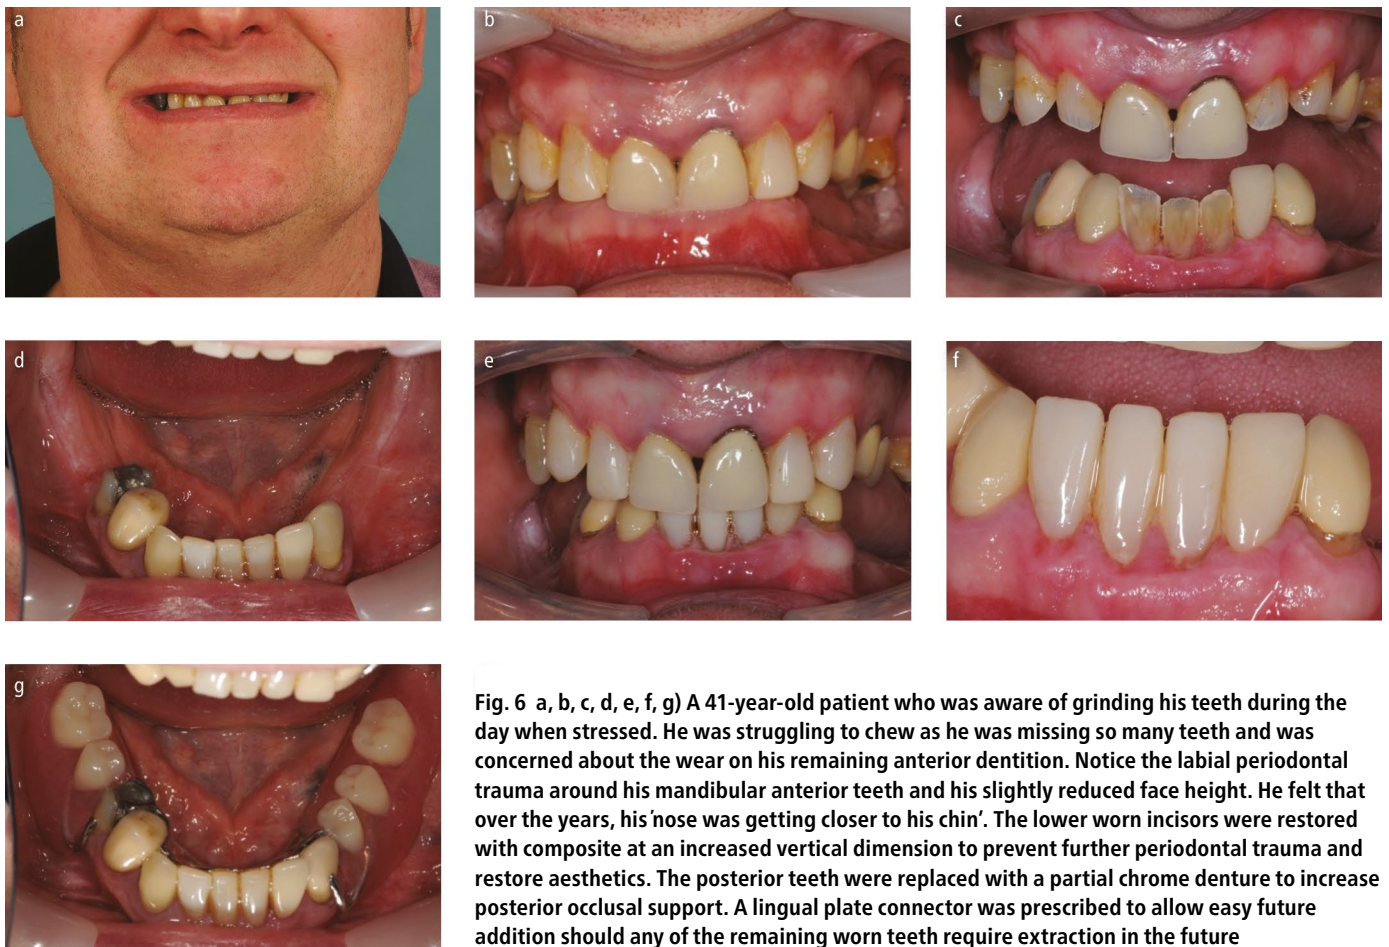 a
b
c
d
e
f
g
Fig. 6  a, b, c, d, e, f, g) A 41-year-old patient who was aware of grinding his teeth during the
day when stressed. He was struggling to chew as he was missing so many teeth and was
concerned about the wear on his remaining anterior dentition. Notice the labial periodontal
trauma around his mandibular anterior teeth and his slightly reduced face height. He felt that
over the years, his 'nose was getting closer to his chin'. The lower worn incisors were restored
with composite at an increased vertical dimension to prevent further periodontal trauma and
restore aesthetics. The posterior teeth were replaced with a partial chrome denture to increase
posterior occlusal support. A lingual plate connector was prescribed to allow easy future
addition should any of the remaining worn teeth require extraction in the future